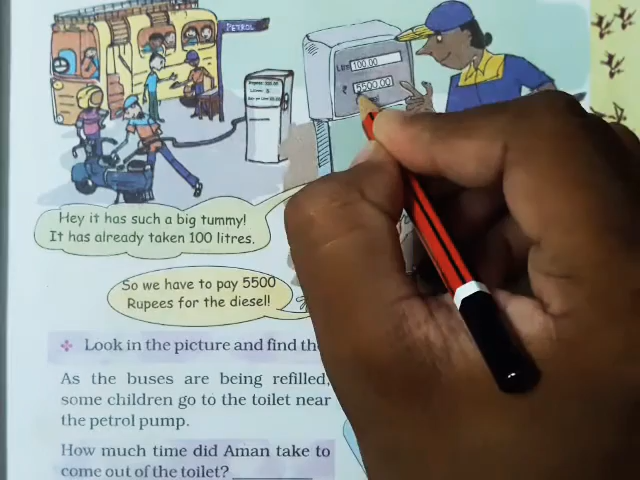 PETROL
100.00
₹ 5500.00
Hey it has such a big tummy!
It has already taken 100 litres.
So we have to pay 5500
Rupees for the diesel!
Look in the picture and find
As the buses are being refilled,
some children go to the toilet near
the petrol pump.
How much time did Aman take to
come out of the toilet?